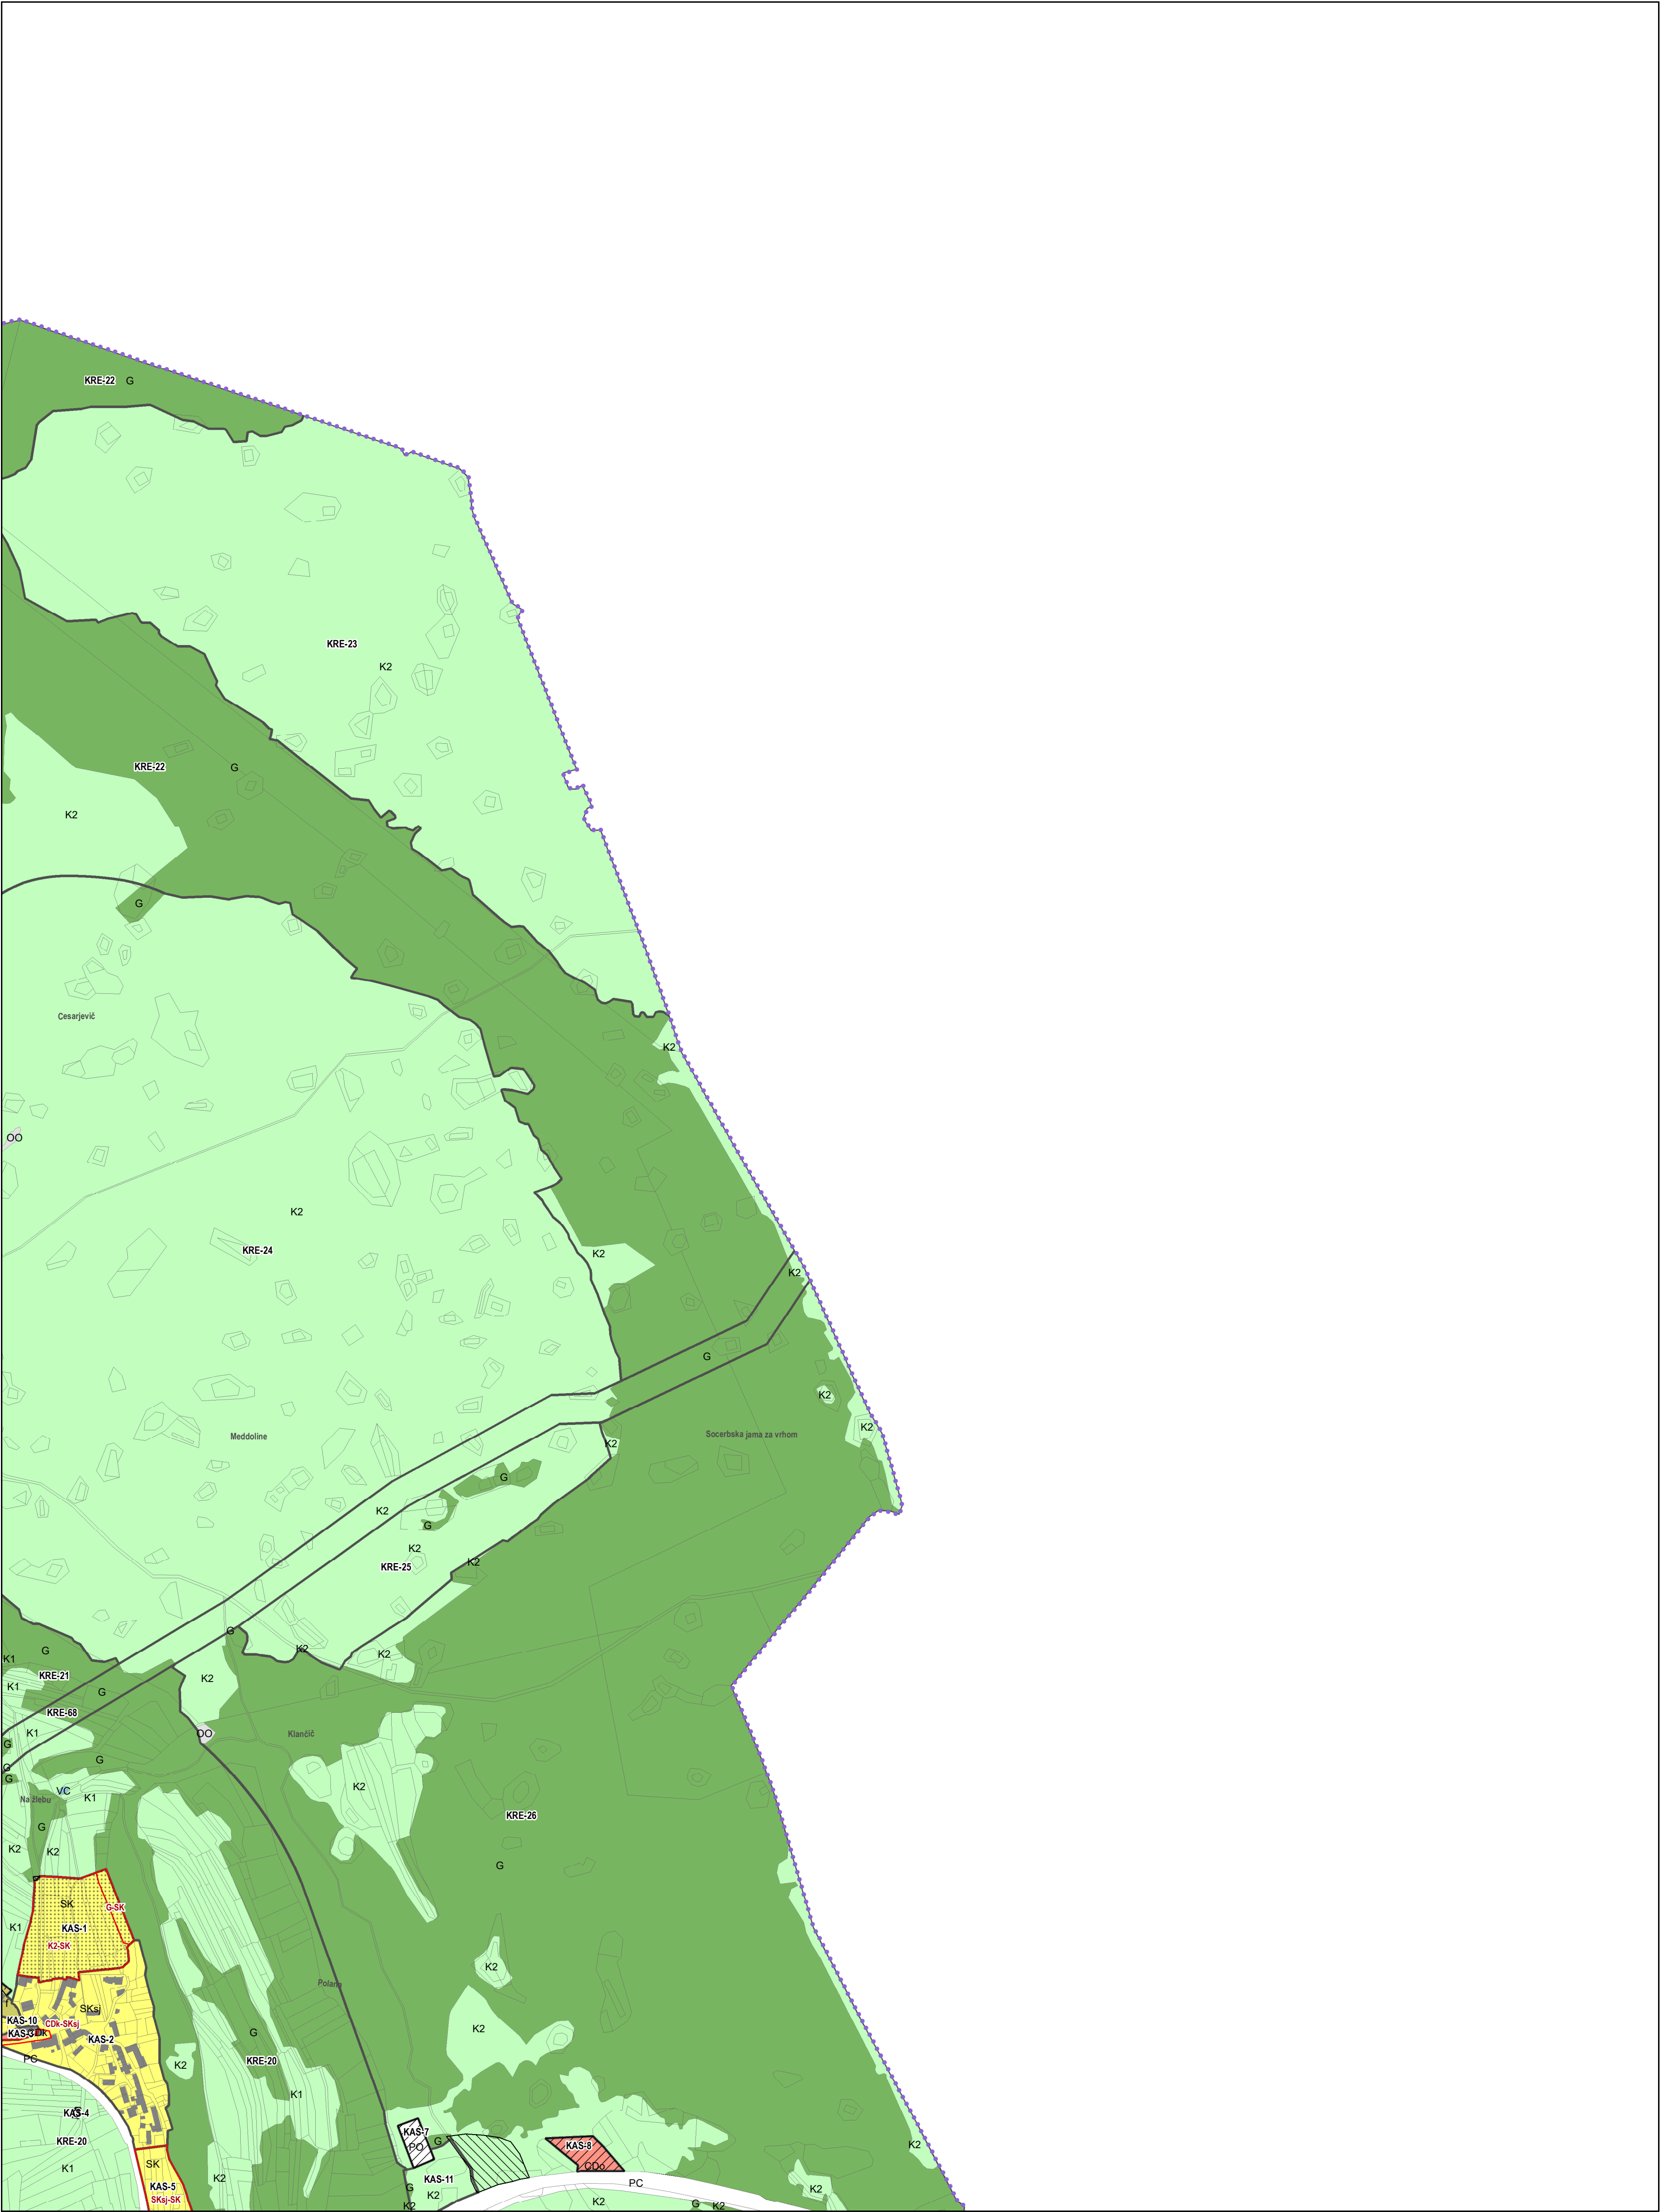 KRE-22 G
KRE-23
K2
KRE-22 G
K2
G
Cesarjevič
K2
OO
K2
KRE-24
K2
K2
G
K2
K2
Meddoline
Socerbska jama za vrhom
K2
G
K2
G
K2
K2
KRE-25
G
K2
K2
G
K1
KRE-21
K2
K1
G
KRE-68
K1
OO
Klančič
G
G
G
G
VC
K2
Na žlebu
K1
KRE-26
G
K2
K2
G
SK
G-SK
K1
KAS-1
K2-SK
K2
Polana
SKsj
KAS-10
CDk-SKsj
KAS-3
CDk
KAS-2
K2
G
PC
KRE-20
K2
K1
KAS-4
KRE-20
KAS-7
G
PO
KAS-8
K2
SK
K1
CDo
K2
KAS-11
PC
KAS-5
G
K2
K2
SKsj-SK
K2
K2
G
K2